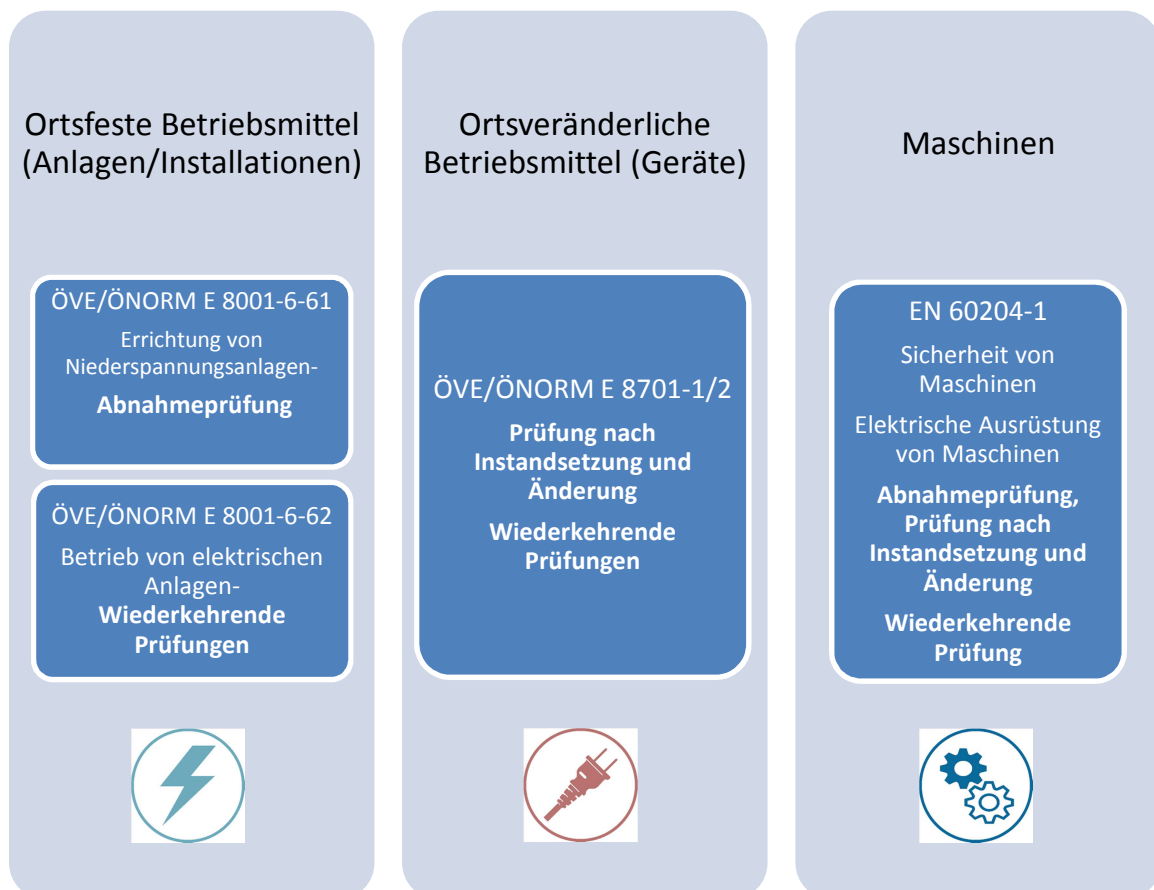 Ortsfeste Betriebsmittel
(Anlagen/Installationen)
ÖVE/ÖNORM E 8001-6-61
Errichtung von
Niederspannungsanlagen-
Abnahmeprüfung
ÖVE/ÖNORM E 8001-6-62
Betrieb von elektrischen
Anlagen-
Wiederkehrende
Prüfungen
Ortsveränderliche
Betriebsmittel (Geräte)
ÖVE/ÖNORM E 8701-1/2
Prüfung nach
Instandsetzung und
Änderung
Wiederkehrende
Prüfungen
Maschinen
EN 60204-1
Sicherheit von
Maschinen
Elektrische Ausrüstung
von Maschinen
Abnahmeprüfung,
Prüfung nach
Instandsetzung und
Änderung
Wiederkehrende
Prüfung